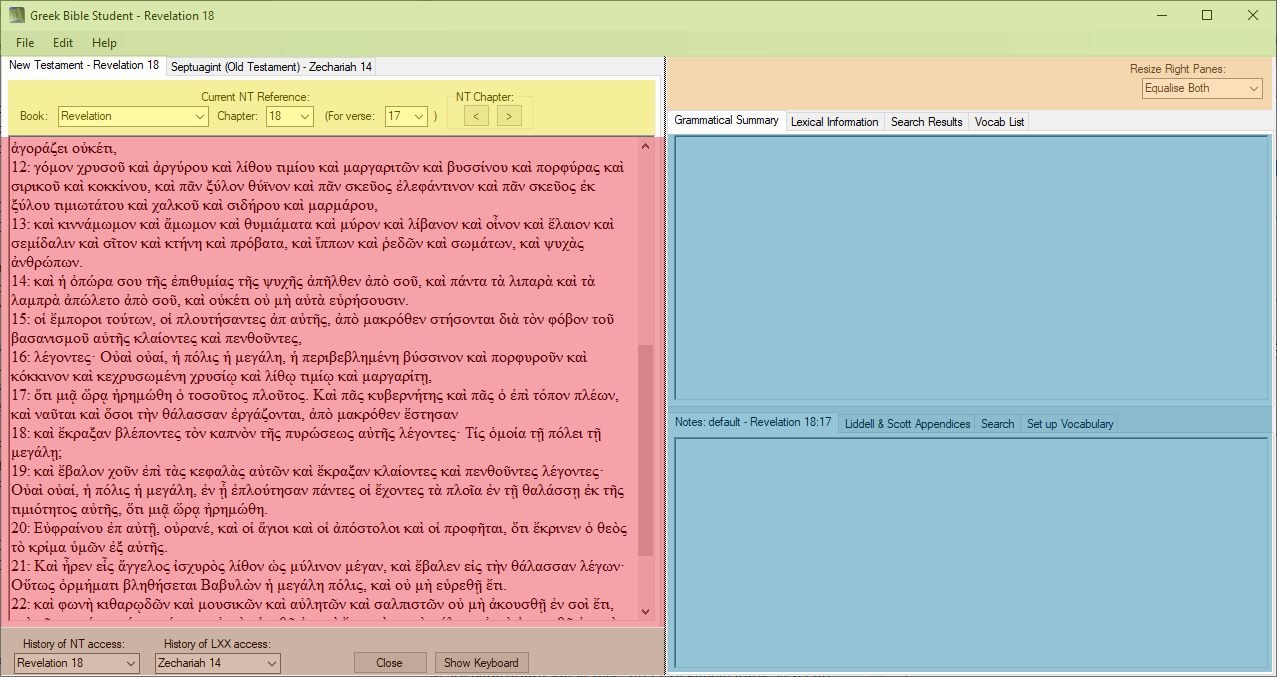 Greek Bible Student - Revelation 18
File Edit Help
New Testament - Revelation 18 Septuagint (Old Testament) - Zechariah 14
Current NT Reference: NT Chapter:
Book: Revelation Chapter: 18 (For verse: 17 ) < >
ἀγοράζει οὐκέτι,
12: γόμον χρυσοῦ καὶ ἀργύρου καὶ λίθου τιμίου καὶ μαργαριτῶν καὶ βυσσίνου καὶ πορφύρας καὶ
σιρικοῦ καὶ κοκκίνου, καὶ πᾶν ξύλον θύϊνον καὶ πᾶν σκεῦος ἐλεφάντινον καὶ πᾶν σκεῦος ἐκ
ξύλου τιμιωτάτου καὶ χαλκοῦ καὶ σιδήρου καὶ μαρμάρου,
13: καὶ κιννάμωμον καὶ ἄμωμον καὶ θυμιάματα καὶ μύρον καὶ λίβανον καὶ οἶνον καὶ ἔλαιον καὶ
σεμίδαλιν καὶ σῖτον καὶ κτήνη καὶ πρόβατα, καὶ ἵππων καὶ ῥεδῶν καὶ σωμάτων, καὶ ψυχὰς
ἀνθρώπων.
14: καὶ ἡ ὀπώρα σου τῆς ἐπιθυμίας τῆς ψυχῆς ἀπῆλθεν ἀπὸ σοῦ, καὶ πάντα τὰ λιπαρὰ καὶ τὰ
λαμπρὰ ἀπώλετο ἀπὸ σοῦ, καὶ οὐκέτι οὐ μὴ αὐτὰ εὑρήσουσιν.
15: οἱ ἔμποροι τούτων, οἱ πλουτήσαντες ἀπ αὐτῆς, ἀπὸ μακρόθεν στήσονται διὰ τὸν φόβον τοῦ
βασανισμοῦ αὐτῆς κλαίοντες καὶ πενθοῦντες,
16: λέγοντες· Οὐαὶ οὐαί, ἡ πόλις ἡ μεγάλη, ἡ περιβεβλημένη βύσσινον καὶ πορφυροῦν καὶ
κόκκινον καὶ κεχρυσωμένη χρυσίῳ καὶ λίθῳ τιμίῳ καὶ μαργαρίτῃ,
17: ὅτι μιᾷ ὥρᾳ ἠρημώθη ὁ τοσοῦτος πλοῦτος. Καὶ πᾶς κυβερνήτης καὶ πᾶς ὁ ἐπὶ τόπον πλέων,
καὶ ναῦται καὶ ὅσοι τὴν θάλασσαν ἐργάζονται, ἀπὸ μακρόθεν ἔστησαν
18: καὶ ἔκραξαν βλέποντες τὸν καπνὸν τῆς πυρώσεως αὐτῆς λέγοντες· Τίς ὁμοία τῇ πόλει τῇ
μεγάλῃ;
19: καὶ ἔβαλον χοῦν ἐπὶ τὰς κεφαλὰς αὐτῶν καὶ ἔκραξαν κλαίοντες καὶ πενθοῦντες λέγοντες·
Οὐαὶ οὐαί, ἡ πόλις ἡ μεγάλη, ἐν ᾗ ἐπλούτησαν πάντες οἱ ἔχοντες τὰ πλοῖα ἐν τῇ θαλάσσῃ ἐκ τῆς
τιμιότητος αὐτῆς, ὅτι μιᾷ ὥρᾳ ἠρημώθη.
20: Εὐφραίνου ἐπ αὐτῇ, οὐρανέ, καὶ οἱ ἅγιοι καὶ οἱ ἀπόστολοι καὶ οἱ προφῆται, ὅτι ἔκρινεν ὁ θεὸς
τὸ κρίμα ὑμῶν ἐξ αὐτῆς.
21: Καὶ ἦρεν εἷς ἄγγελος ἰσχυρὸς λίθον ὡς μύλινον μέγαν, καὶ ἔβαλεν εἰς τὴν θάλασσαν λέγων·
Οὕτως ὁρμήματι βληθήσεται Βαβυλὼν ἡ μεγάλη πόλις, καὶ οὐ μὴ εὑρεθῇ ἔτι.
22: καὶ φωνὴ κιθαρῳδῶν καὶ μουσικῶν καὶ αὐλητῶν καὶ σαλπιστῶν οὐ μὴ ἀκουσθῇ ἐν σοὶ ἔτι,
History of NT access: History of LXX access:
Revelation 18 Zechariah 14 Close Show Keyboard
Resize Right Panes:
Equalise Both
Grammatical Summary Lexical Information Search Results Vocab List
Notes: default - Revelation 18:17 Liddell & Scott Appendices Search Set up Vocabulary